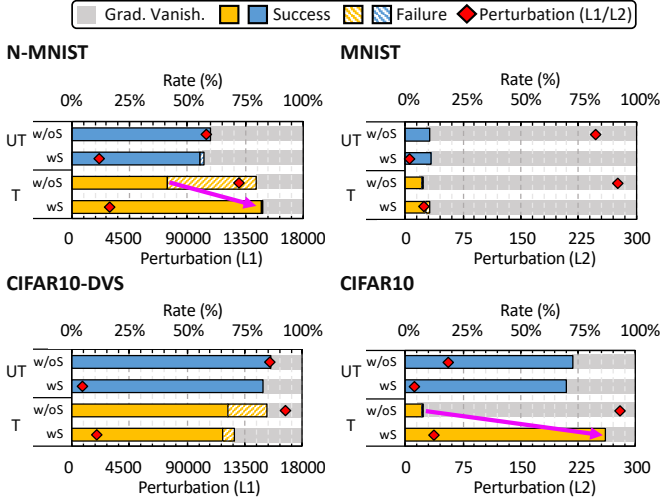 Grad. Vanish. Success Failure Perturbation (L1/L2)
N-MNIST
Rate (%)
0% 25% 50% 75% 100%
UT
w/oS
wS
T
w/oS
wS
0 4500 90000 13500 18000
Perturbation (L1)
MNIST
Rate (%)
0% 25% 50% 75% 100%
UT
w/oS
wS
T
w/oS
wS
0 75 150 225 300
Perturbation (L2)
CIFAR10-DVS
Rate (%)
0% 25% 50% 75% 100%
UT
w/oS
wS
T
w/oS
wS
0 4500 90000 13500 18000
Perturbation (L1)
CIFAR10
Rate (%)
0% 25% 50% 75% 100%
UT
w/oS
wS
T
w/oS
wS
0 75 150 225 300
Perturbation (L2)